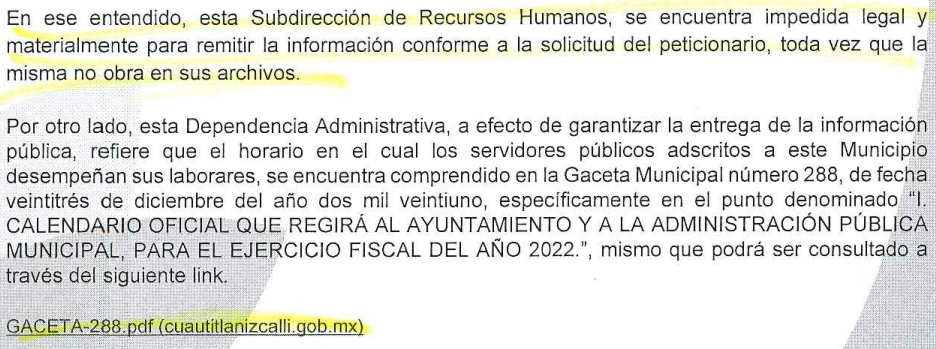 En ese entendido, esta Subdirección de Recursos Humanos, se encuentra impedida legal y
materialmente para remitir la información conforme a la solicitud del peticionario, toda vez que la
misma no obra en sus archivos.
Por otro lado, esta Dependencia Administrativa, a efecto de garantizar la entrega de la información
pública, refiere que el horario en el cual los servidores públicos adscritos a este Municipio
desempeñan sus laborares, se encuentra comprendido en la Gaceta Municipal número 288, de fecha
veintitrés de diciembre del año dos mil veintiuno, específicamente en el punto denominado “I.
CALENDARIO OFICIAL QUE REGIRÁ AL AYUNTAMIENTO Y A LA ADMINISTRACIÓN PÚBLICA
MUNICIPAL, PARA EL EJERCICIO FISCAL DEL AÑO 2022.”, mismo que podrá ser consultado a
través del siguiente link.
GACETA-288.pdf (cuautitlanizcalli.gob.mx)